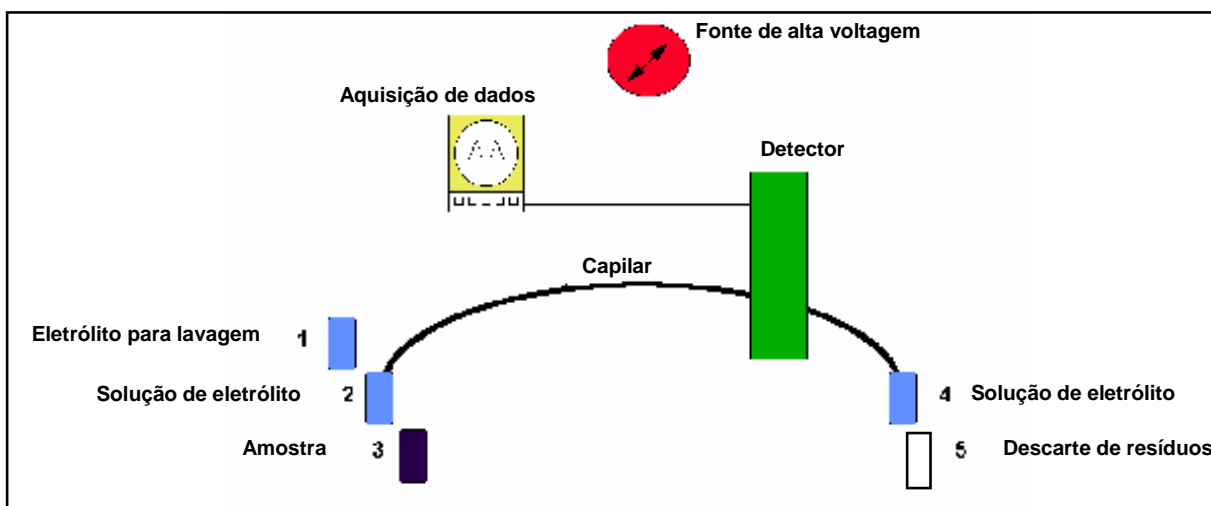 Fonte de alta voltagem
Aquisição de dados
Detector
Capilar
Eletrólito para lavagem 1
Solução de eletrólito 2
4 Solução de eletrólito
Amostra 3
5 Descarte de resíduos